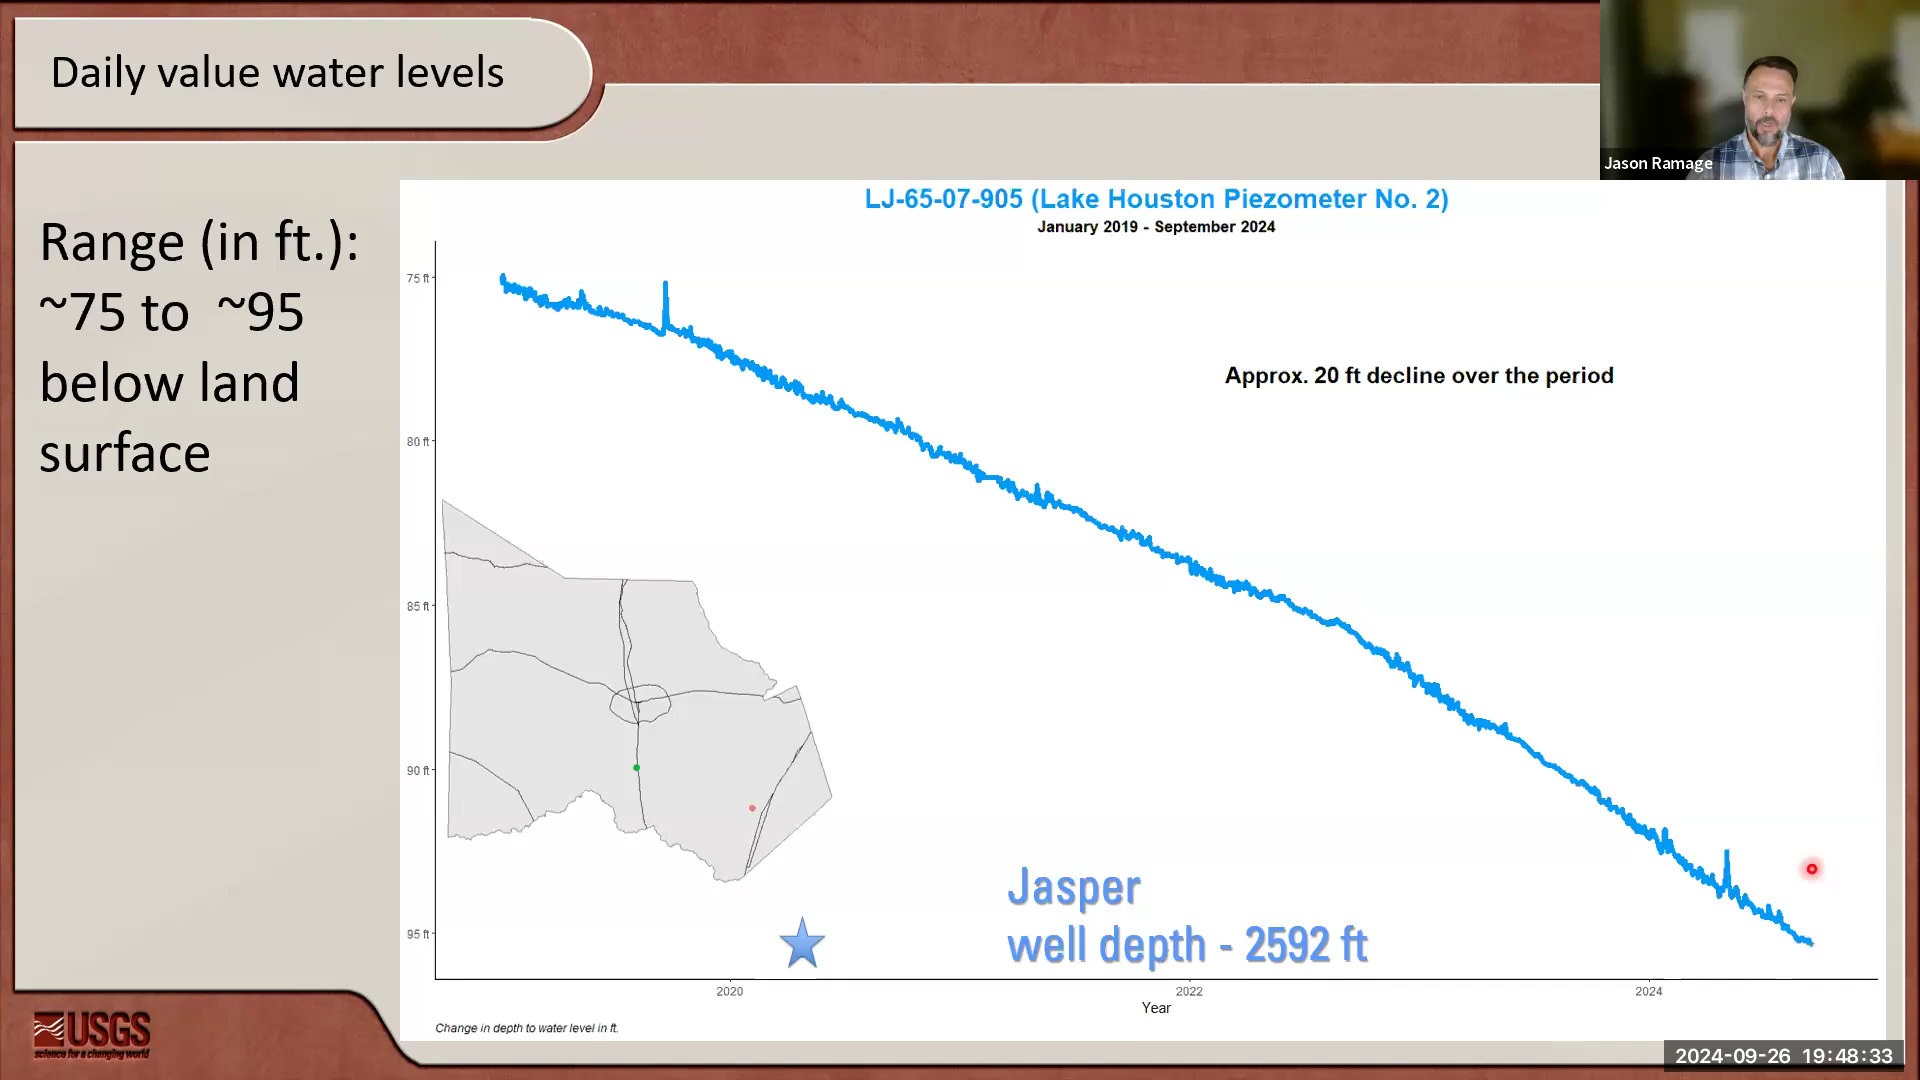 Daily value water levels
Jason Ramage
Range (in ft.):
~75 to ~95
below land
surface
LJ-65-07-905 (Lake Houston Piezometer No. 2)
January 2019 - September 2024
75 ft
80 ft
85 ft
90 ft
95 ft
Approx. 20 ft decline over the period
Jasper
well depth - 2592 ft
2020
2022
2024
Year
Change in depth to water level in ft.
USGS
science for a changing world
2024-09-26 19:48:33